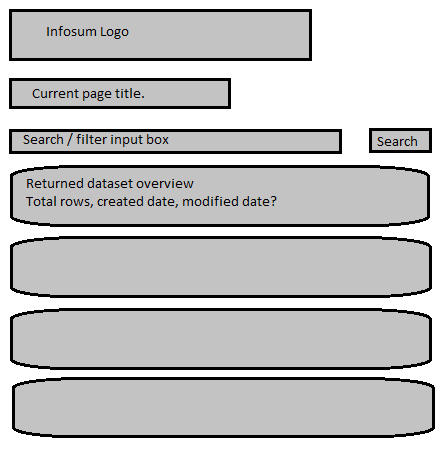 Infosum Logo
Current page title.
Search / filter input box
Search
Returned dataset overview
Total rows, created date, modified date?